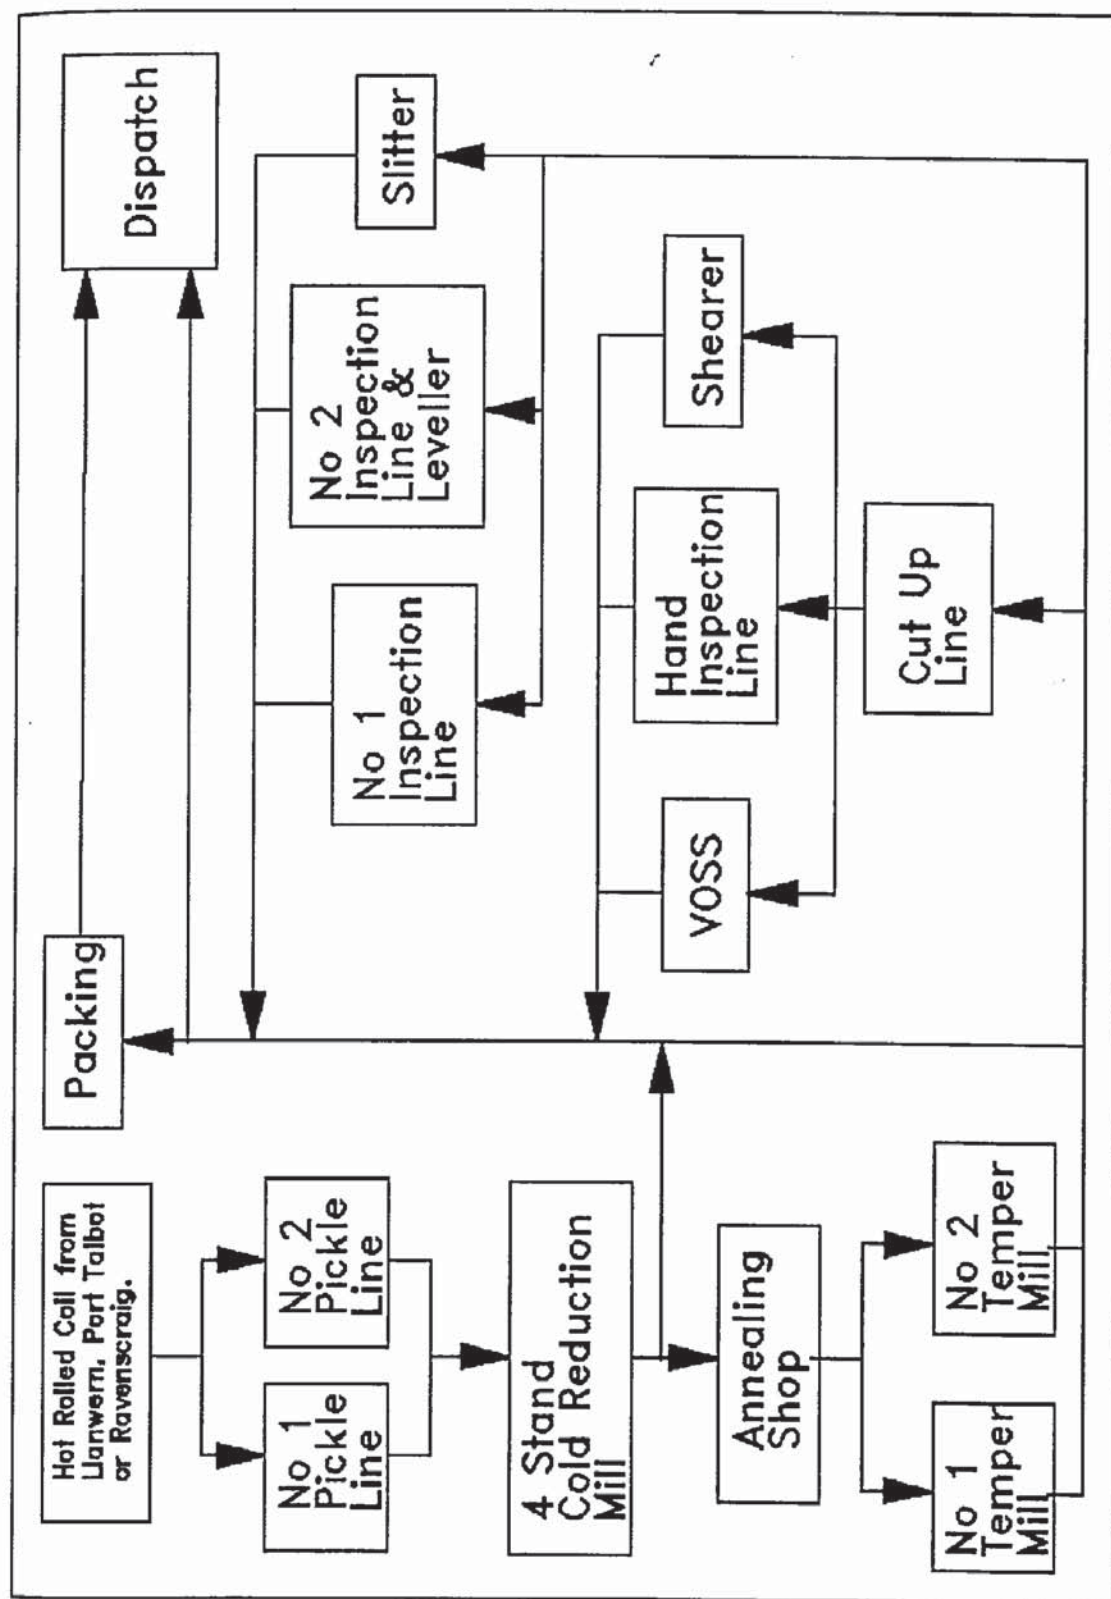 Hot Rolled Coil from
Llanwern, Port Talbot
or Ravenscraig.
No 1
Pickle
Line
No 2
Pickle
Line
4 Stand
Cold Reduction
Mill
Annealing
Shop
No 1
Temper
Mill
No 2
Temper
Mill
Packing
Dispatch
No 1
Inspection
Line
No 2
Inspection
Line &
Leveller
Slitter
VOSS
Hand
Inspection
Line
Shearer
Cut Up
Line